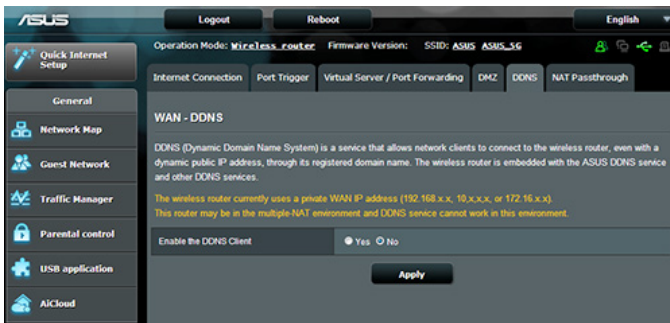 ASUS
Logout
Reboot
English
Quick Internet
Setup
Operation Mode: Wireless router Firmware Version: SSID: ASUS ASUS_5G
Internet Connection
Port Trigger
Virtual Server / Port Forwarding
DMZ
DDNS
NAT Passthrough
General
Network Map
Guest Network
Traffic Manager
Parental control
USB application
AiCloud
WAN - DDNS
DDNS (Dynamic Domain Name System) is a service that allows network clients to connect to the wireless router, even with a
dynamic public IP address, through its registered domain name. The wireless router is embedded with the ASUS DDNS service
and other DDNS services.
The wireless router currently uses a private WAN IP address (192.168.x.x, 10,x,x,x, or 172.16.x.x).
This router may be in the multiple-NAT environment and DDNS service cannot work in this environment.
Enable the DDNS Client
Yes No
Apply